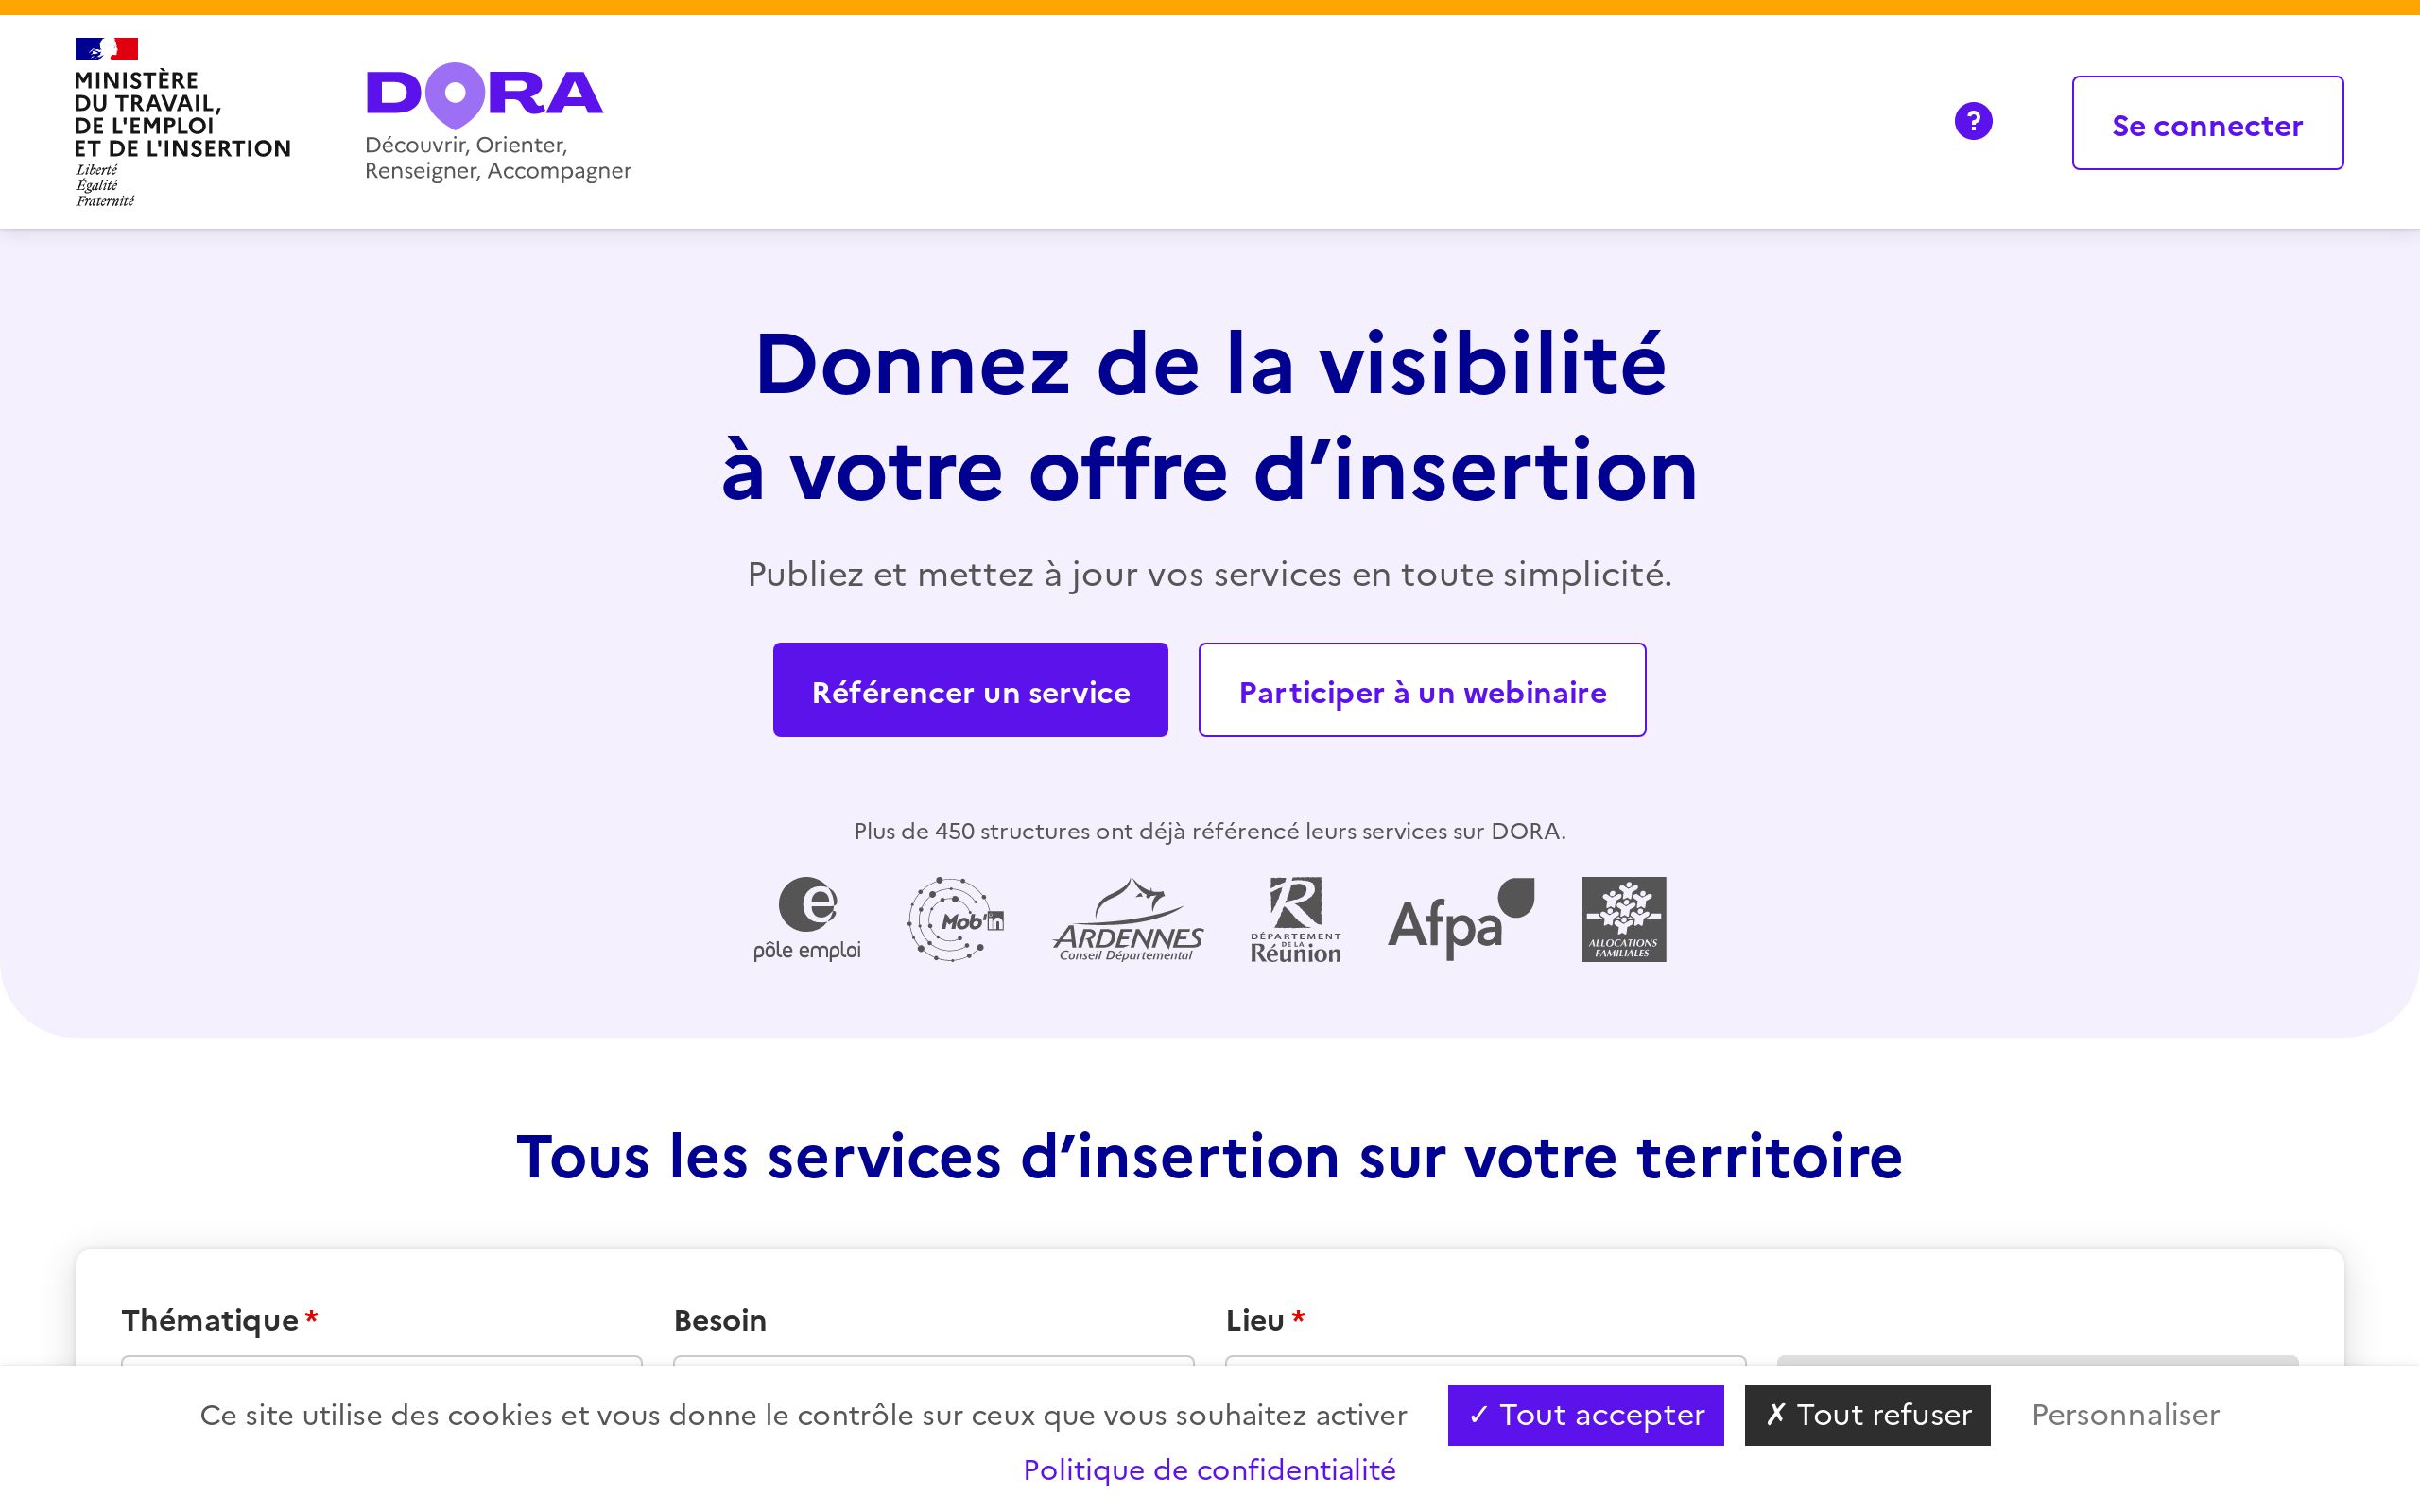 MINISTÈRE
DU TRAVAIL,
DE L'EMPLOI
ET DE L'INSERTION
Liberté
Égalité
Fraternité
DORA
Découvrir, Orienter,
Renseigner, Accompagner
?
Se connecter
Donnez de la visibilité
à votre offre d’insertion
Publiez et mettez à jour vos services en toute simplicité.
Référencer un service
Participer à un webinaire
Plus de 450 structures ont déjà référencé leurs services sur DORA.
e
pôle emploi
Mob'in
ARDENNES
Conseil Départemental
R
DÉPARTEMENT
DE LA
Réunion
Afpa
ALLOCATIONS
FAMILIALES
Tous les services d’insertion sur votre territoire
Thématique *
Besoin
Lieu *
Ce site utilise des cookies et vous donne le contrôle sur ceux que vous souhaitez activer
✓ Tout accepter
✗ Tout refuser
Personnaliser
Politique de confidentialité